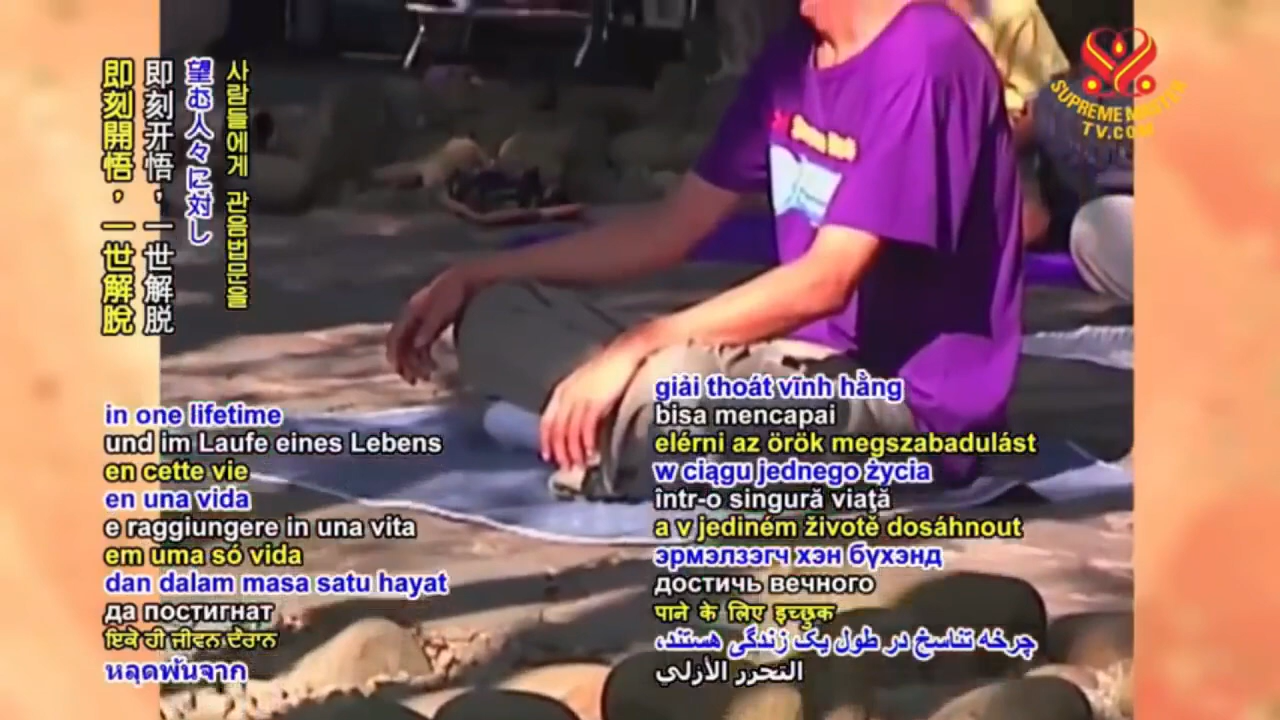 사람들에게 관음법문을
望む人々に対し
即刻开悟，一世解脱
即刻開悟，一世解脫
SUPREME MASTER
TV.COM
in one lifetime
und im Laufe eines Lebens
en cette vie
en una vida
e raggiungere in una vita
em uma só vida
dan dalam masa satu hayat
да постигнат
ਇਕੋ ਹੀ ਜੀਵਨ ਦੌਰਾਨ
หลุดพ้นจาก
giải thoát vĩnh hằng
bisa mencapai
elérni az örök megszabadulást
w ciągu jednego życia
într-o singură viaţă
a v jediném životě dosáhnout
эрмэлзэгч хэн бүхэнд
достичь вечного
पाने के लिए इच्छुक
چرخه تناسخ در طول یک زندگی هستند،
التحرر الأزلي